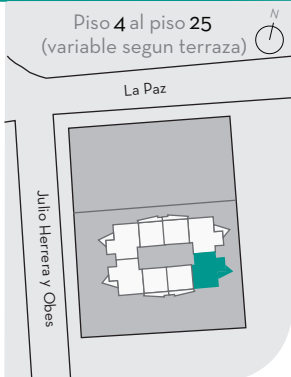 Piso 4 al piso 25
(variable segun terraza)
N
La Paz
Julio Herrera y Obes